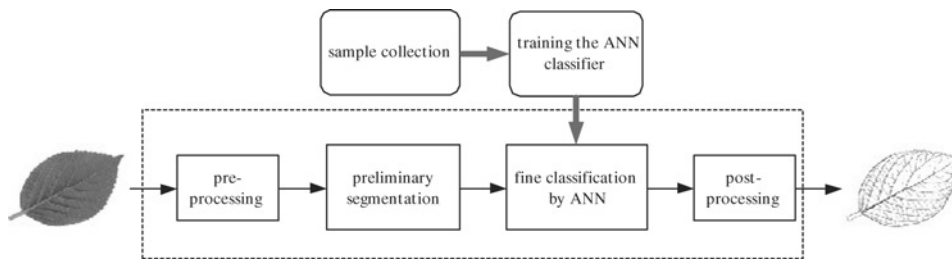 sample collection
training the ANN
classifier
pre-
processing
preliminary
segmentation
fine classification
by ANN
post-
processing